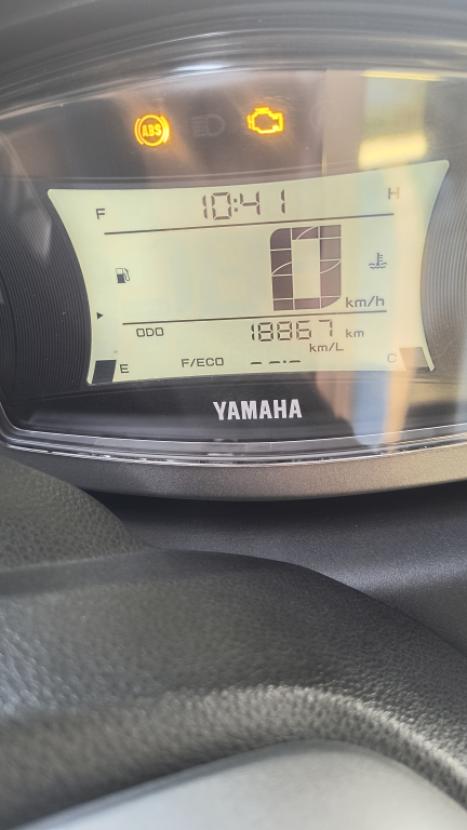 ABS
F 10:41 H
0 km/h
ODO 18867 km
km/L
E F/ECO --.- C
YAMAHA